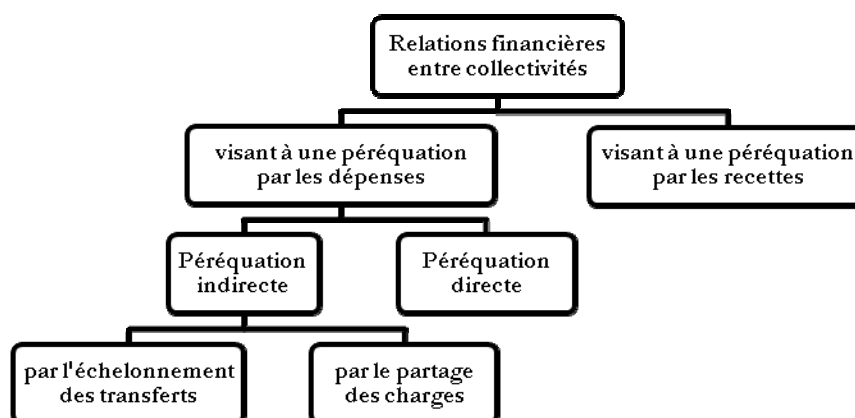 Relations financières
entre collectivités
visant à une péréquation
par les dépenses
visant à une péréquation
par les recettes
Péréquation
indirecte
Péréquation
directe
par l'échelonnement
des transferts
par le partage
des charges